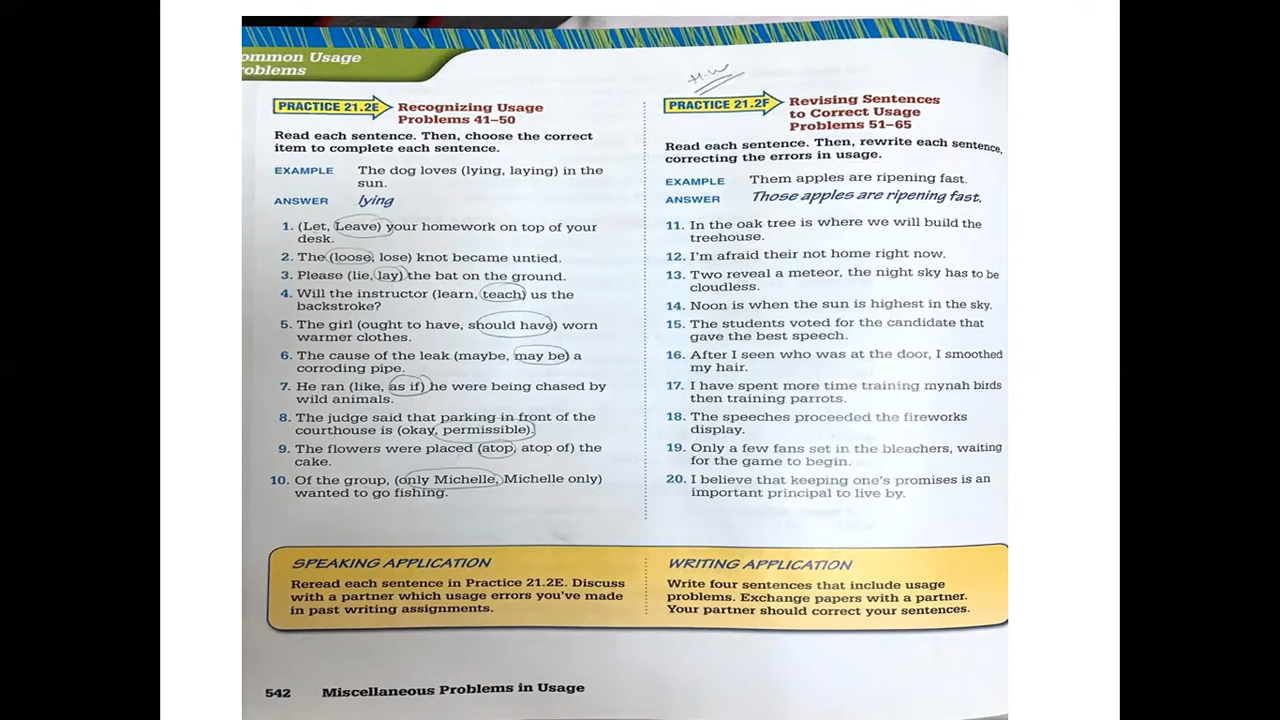 ommon Usage
roblems
PRACTICE 21.2E Recognizing Usage
Problems 41–50
Read each sentence. Then, choose the correct
item to complete each sentence.
EXAMPLE The dog loves (lying, laying) in the
sun.
ANSWER lying
1. (Let, Leave) your homework on top of your
desk.
2. The (loose, lose) knot became untied.
3. Please (lie, lay) the bat on the ground.
4. Will the instructor (learn, teach) us the
backstroke?
5. The girl (ought to have, should have) worn
warmer clothes.
6. The cause of the leak (maybe, may be) a
corroding pipe.
7. He ran (like, as if) he were being chased by
wild animals.
8. The judge said that parking in front of the
courthouse is (okay, permissible).
9. The flowers were placed (atop, atop of) the
cake.
10. Of the group, (only Michelle, Michelle only)
wanted to go fishing.
H.W
PRACTICE 21.2F Revising Sentences
to Correct Usage
Problems 51–65
Read each sentence. Then, rewrite each sentence,
correcting the errors in usage.
EXAMPLE Them apples are ripening fast.
ANSWER Those apples are ripening fast.
11. In the oak tree is where we will build the
treehouse.
12. I'm afraid their not home right now.
13. Two reveal a meteor, the night sky has to be
cloudless.
14. Noon is when the sun is highest in the sky.
15. The students voted for the candidate that
gave the best speech.
16. After I seen who was at the door, I smoothed
my hair.
17. I have spent more time training mynah birds
then training parrots.
18. The speeches proceeded the fireworks
display.
19. Only a few fans set in the bleachers, waiting
for the game to begin.
20. I believe that keeping one's promises is an
important principal to live by.
SPEAKING APPLICATION
Reread each sentence in Practice 21.2E. Discuss
with a partner which usage errors you've made
in past writing assignments.
WRITING APPLICATION
Write four sentences that include usage
problems. Exchange papers with a partner.
Your partner should correct your sentences.
542 Miscellaneous Problems in Usage